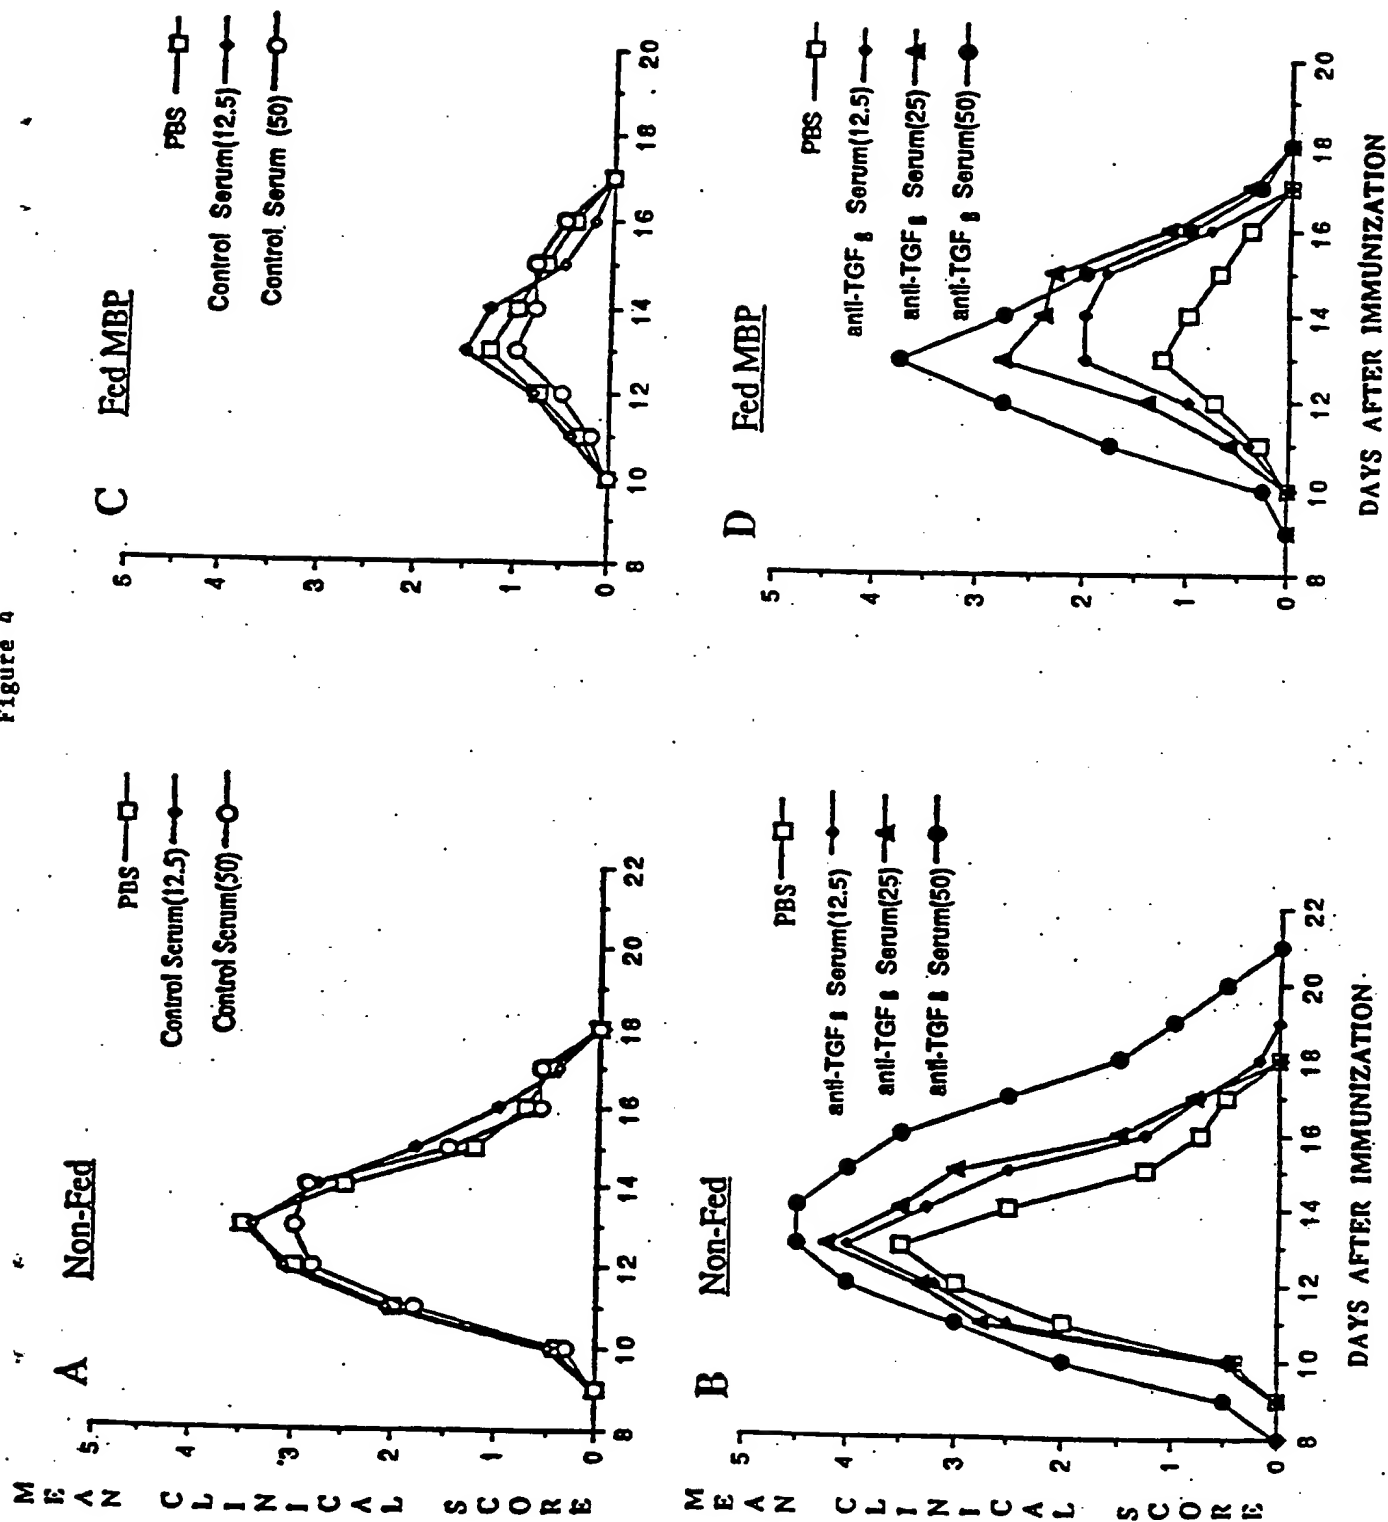 Figure 4
A
Non-Fed
PBS
Control Serum(12.5)
Control Serum(50)
MEAN CLINICAL SCORE
5
4
3
2
1
0
8
10
12
14
16
18
20
22
C
Fed MBP
PBS
Control Serum(12.5)
Control Serum (50)
5
4
3
2
1
0
8
10
12
14
16
18
20
B
Non-Fed
PBS
anti-TGFβ Serum(12.5)
anti-TGFβ Serum(25)
anti-TGFβ Serum(50)
MEAN CLINICAL SCORE
5
4
3
2
1
0
8
10
12
14
16
18
20
22
DAYS AFTER IMMUNIZATION
D
Fed MBP
PBS
anti-TGFβ Serum(12.5)
anti-TGFβ Serum(25)
anti-TGFβ Serum(50)
5
4
3
2
1
0
8
10
12
14
16
18
20
DAYS AFTER IMMUNIZATION